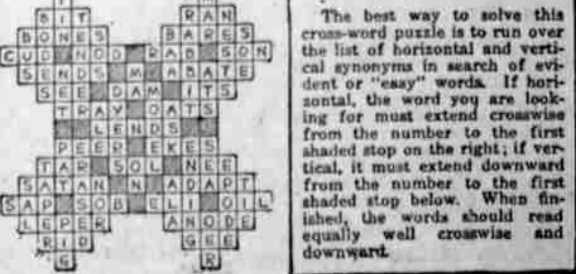 T MAN
BIT RAN
BONES BARES
CUD NOD RAB SON
SENDS M ABATE
SEE DAM ITS
TRAY OATS
LENDS
PEER EKES
TAR SOL NEE
SATAN N ADAPT
SAP SOB ELI OIL
LEPER ANODE
RID GEE
G R
The best way to solve this
cross-word puzzle is to run over
the list of horizontal and verti-
cal synonyms in search of evi-
dent or "easy" words. If hori-
zontal, the word you are look-
ing for must extend crosswise
from the number to the first
shaded stop on the right; if ver-
tical, it must extend downward
from the number to the first
shaded stop below. When fin-
ished, the words should read
equally well crosswise and
downward.